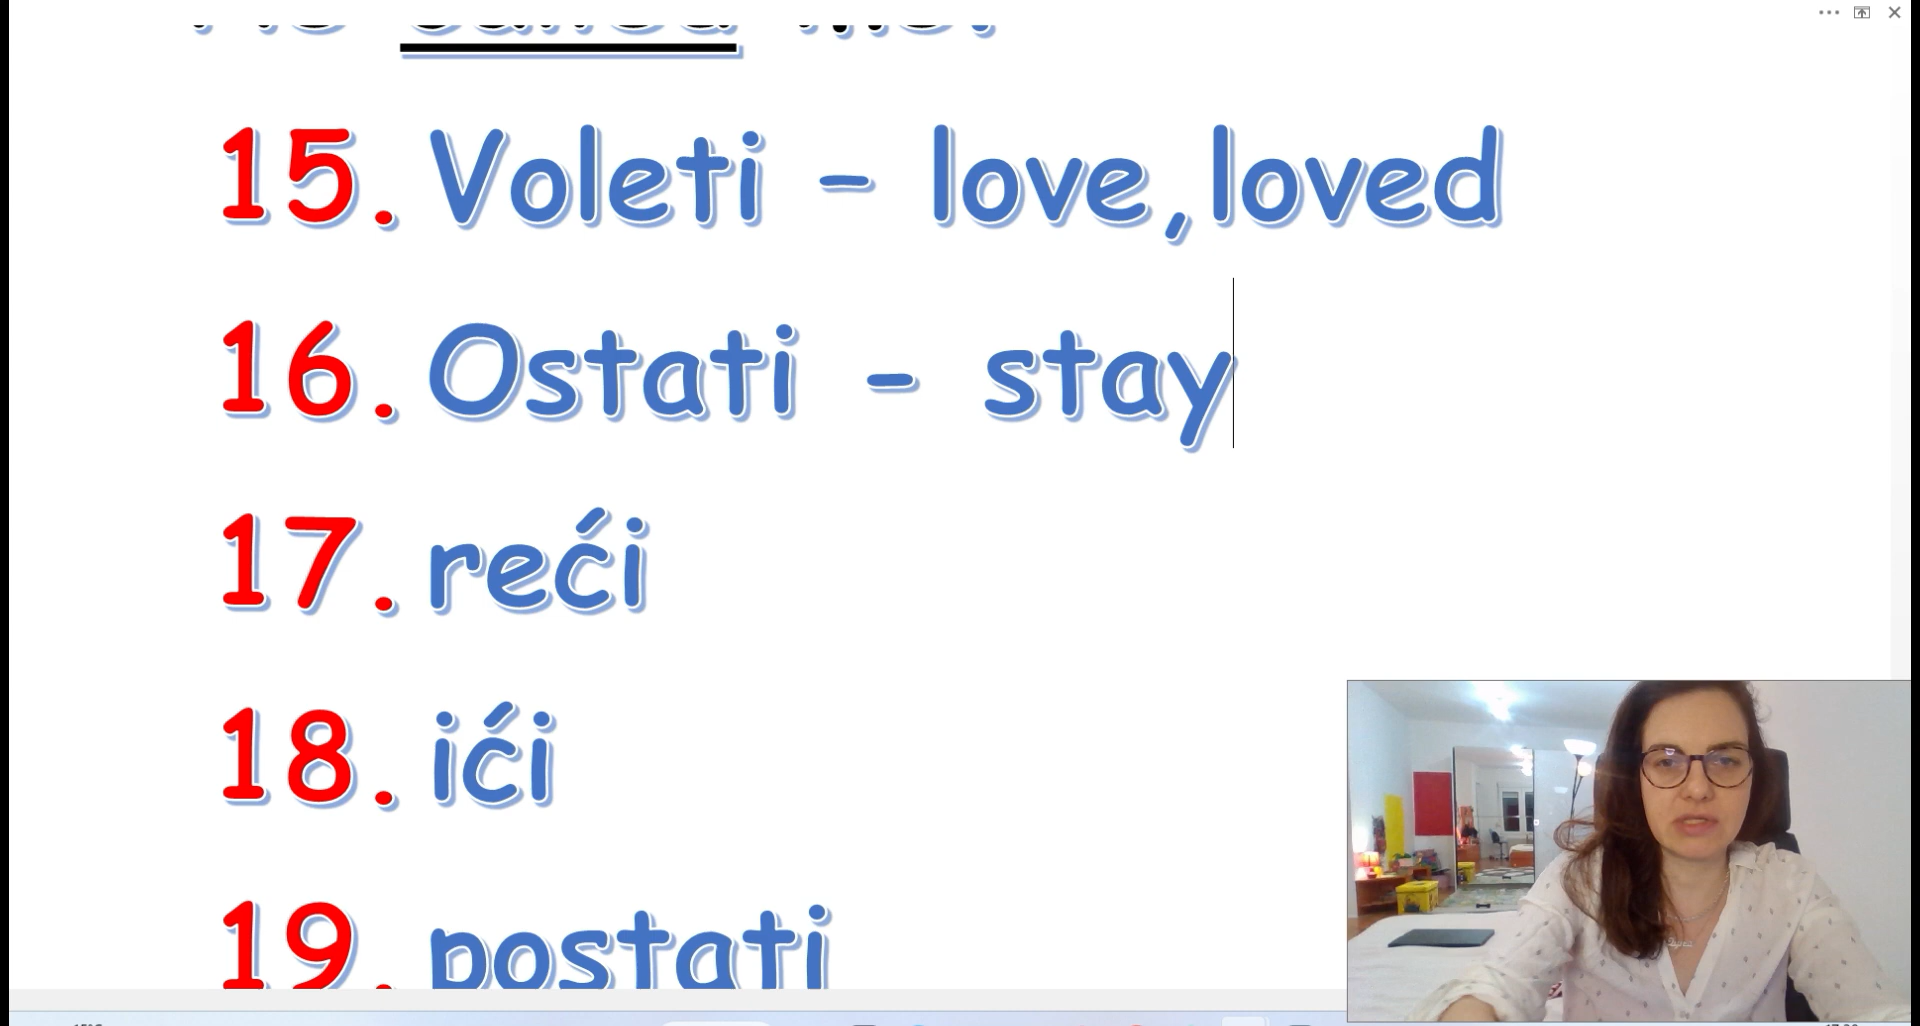 15. Voleti - love,loved
16. Ostati - stay
17. reći
18. ići
19. postati